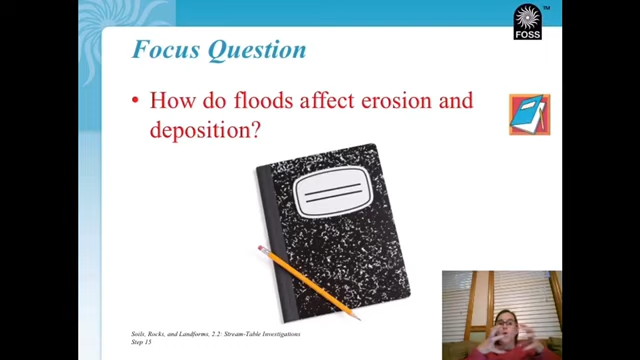 FOSS
TM
Focus Question
• How do floods affect erosion and
deposition?
Soils, Rocks, and Landforms, 2.2: Stream-Table Investigations
Step 15